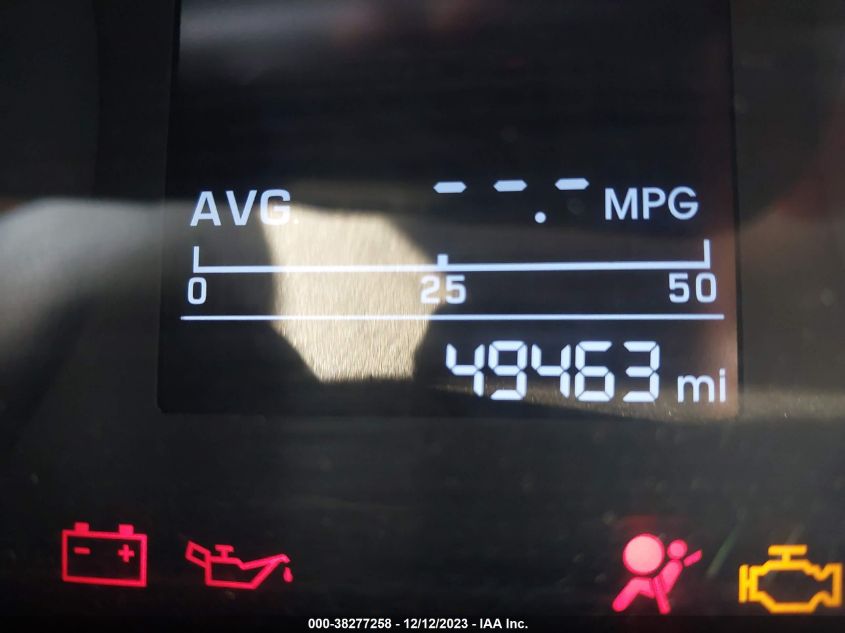 AVG. --.- MPG
0 25 50
49463 mi
000-38277258 - 12/12/2023 - IAA Inc.